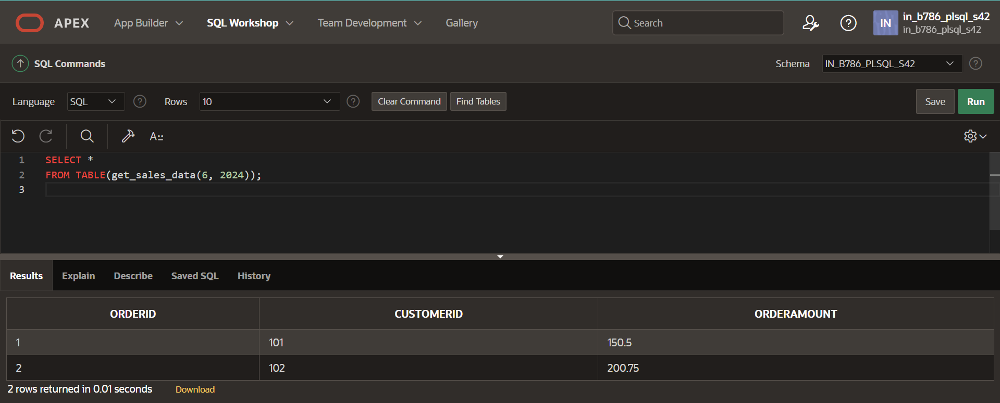 APEX App Builder SQL Workshop Team Development Gallery Search ? IN in_b786_plsql_s42
in_b786_plsql_s42
SQL Commands Schema IN_B786_PLSQL_S42 ?
Language SQL ? Rows 10 ? Clear Command Find Tables Save Run
A::
1 SELECT *
2 FROM TABLE(get_sales_data(6, 2024));
3
Results Explain Describe Saved SQL History
ORDERID CUSTOMERID ORDERAMOUNT
1 101 150.5
2 102 200.75
2 rows returned in 0.01 seconds Download